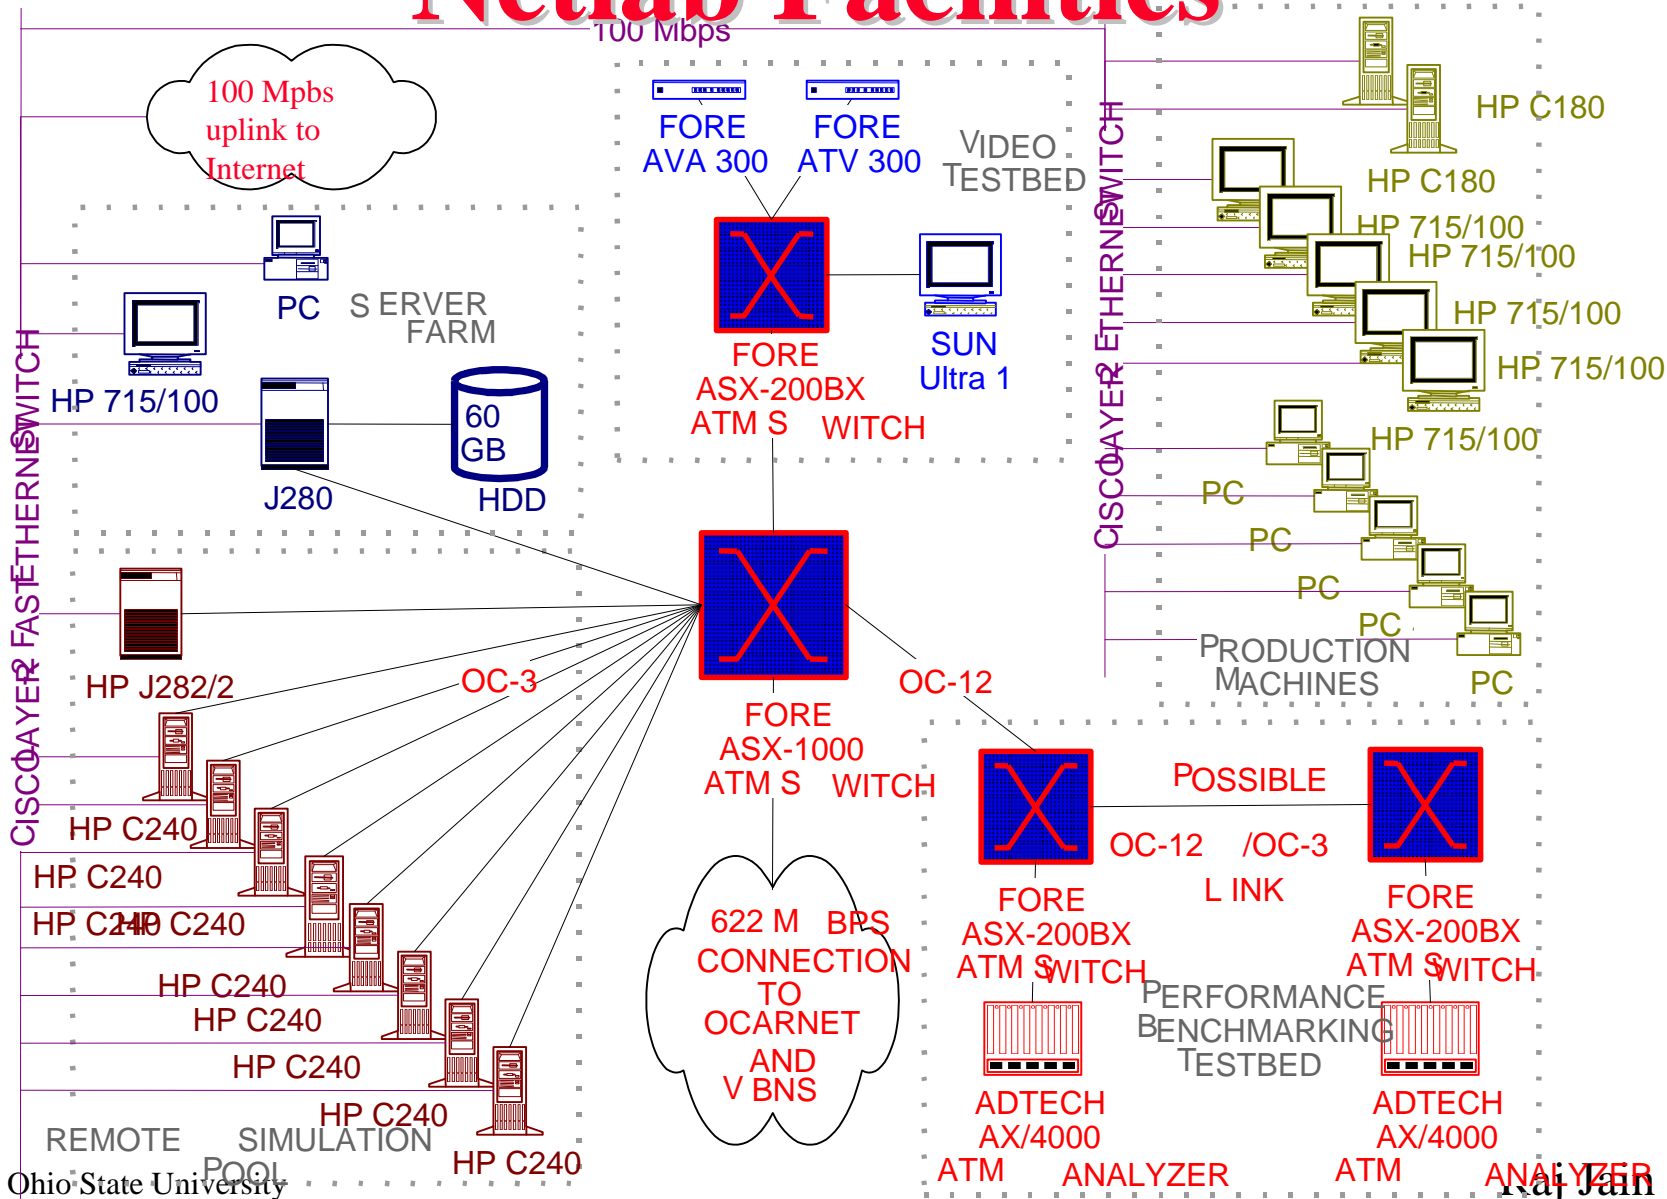 Netlab Facilities
100 Mbps
100 Mpbs
uplink to
Internet
FORE
AVA 300
FORE
ATV 300
VIDEO
TESTBED
HP C180
HP C180
HP 715/100
HP 715/100
HP 715/100
HP 715/100
HP 715/100
PC
SERVER
FARM
HP 715/100
60
GB
J280
HDD
FORE
ASX-200BX
ATM SWITCH
SUN
Ultra 1
CISCO LAYER-2 ETHERNET SWITCH
CISCO LAYER-2 FAST ETHERNET SWITCH
PC
PC
PC
PC
PC
PRODUCTION
MACHINES
HP J282/2
OC-3
OC-12
FORE
ASX-1000
ATM SWITCH
HP C240
HP C240
HP C240
HP C240
HP C240
HP C240
HP C240
HP C240
HP C240
REMOTE SIMULATION
POOL
622 MBPS
CONNECTION
TO
OCARNET
AND
VBNS
POSSIBLE
OC-12 /OC-3
LINK
FORE
ASX-200BX
ATM SWITCH
FORE
ASX-200BX
ATM SWITCH
PERFORMANCE
BENCHMARKING
TESTBED
ADTECH
AX/4000
ATM ANALYZER
ADTECH
AX/4000
ATM ANALYZER
Ohio State University
Raj Jain